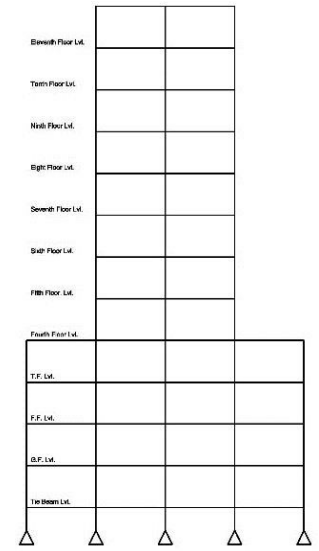 Eleventh Floor Lvl.
Tenth Floor Lvl.
Ninth Floor Lvl.
Eight Floor Lvl.
Seventh Floor Lvl.
Sixth Floor Lvl.
Fifth Floor Lvl.
Fourth Floor Lvl.
T.F. Lvl.
F.F. Lvl.
G.F. Lvl.
Tie Beam Lvl.